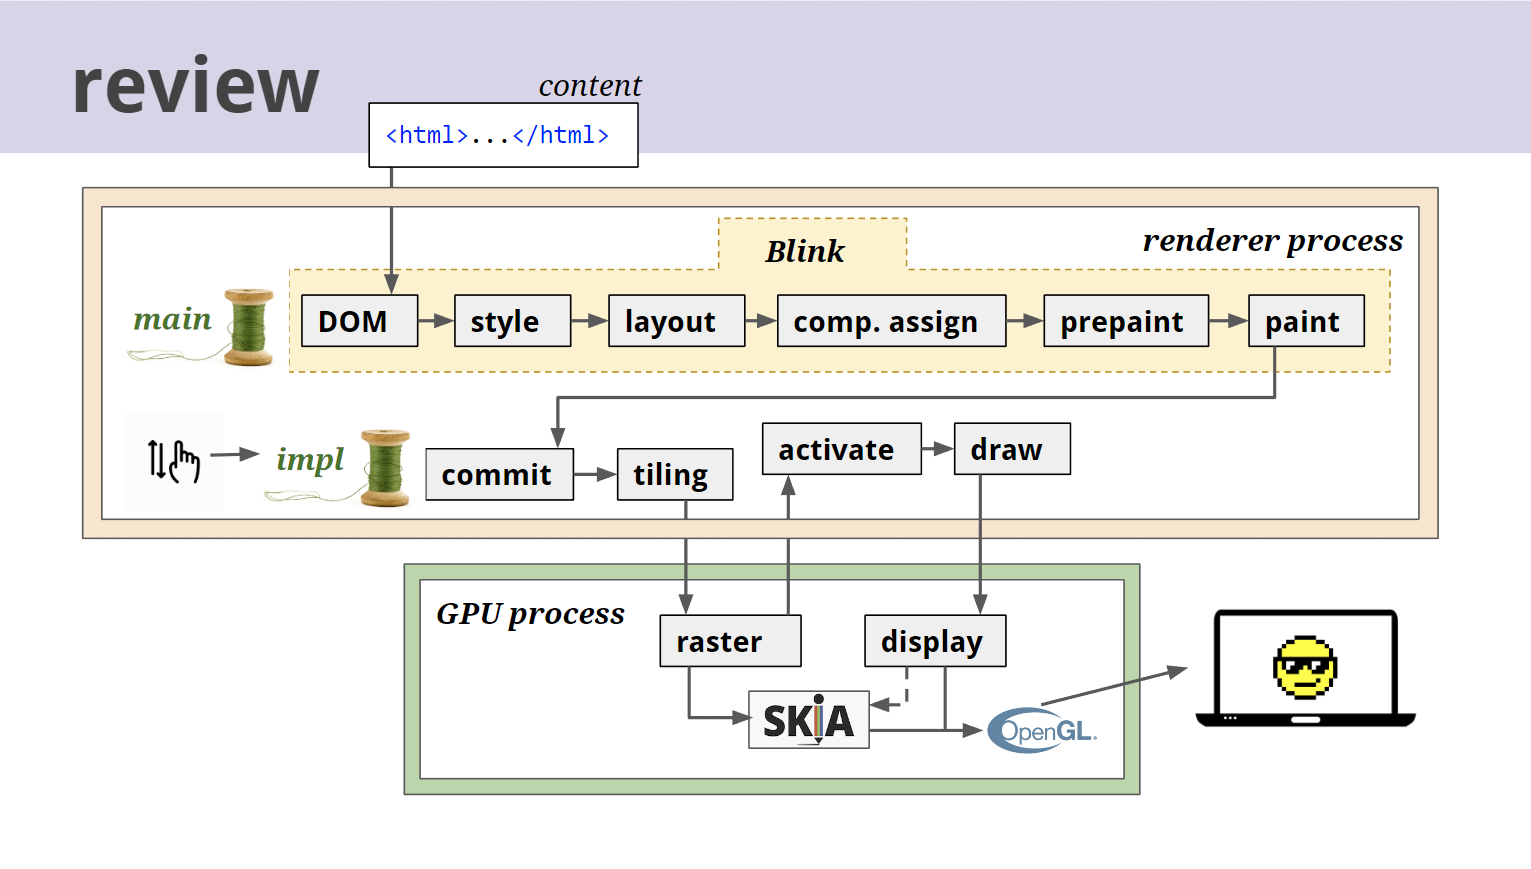 review
content
<html>...</html>
renderer process
Blink
main
DOM
style
layout
comp. assign
prepaint
paint
impl
commit
tiling
activate
draw
GPU process
raster
display
SKiA
OpenGL.